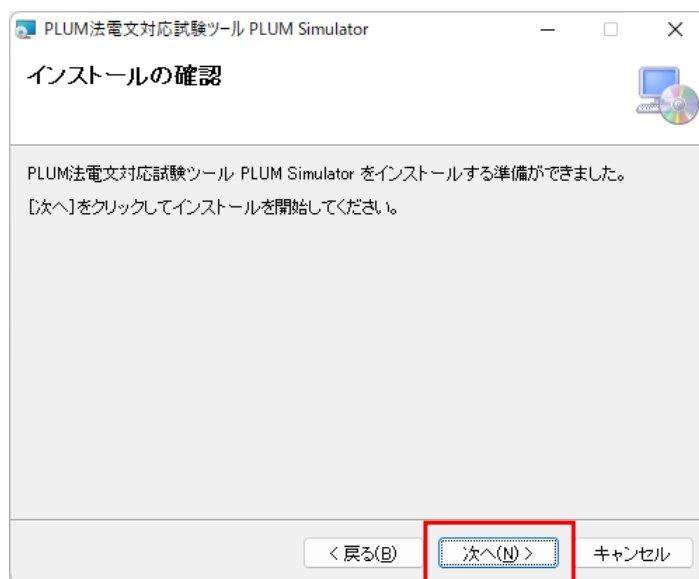 PLUM法電文対応試験ツール PLUM Simulator
インストールの確認
PLUM法電文対応試験ツール PLUM Simulator をインストールする準備ができました。
[次へ]をクリックしてインストールを開始してください。
< 戻る(B)
次へ(N) >
キャンセル